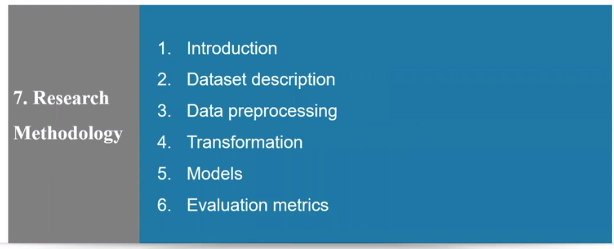 7. Research
Methodology
1. Introduction
2. Dataset description
3. Data preprocessing
4. Transformation
5. Models
6. Evaluation metrics